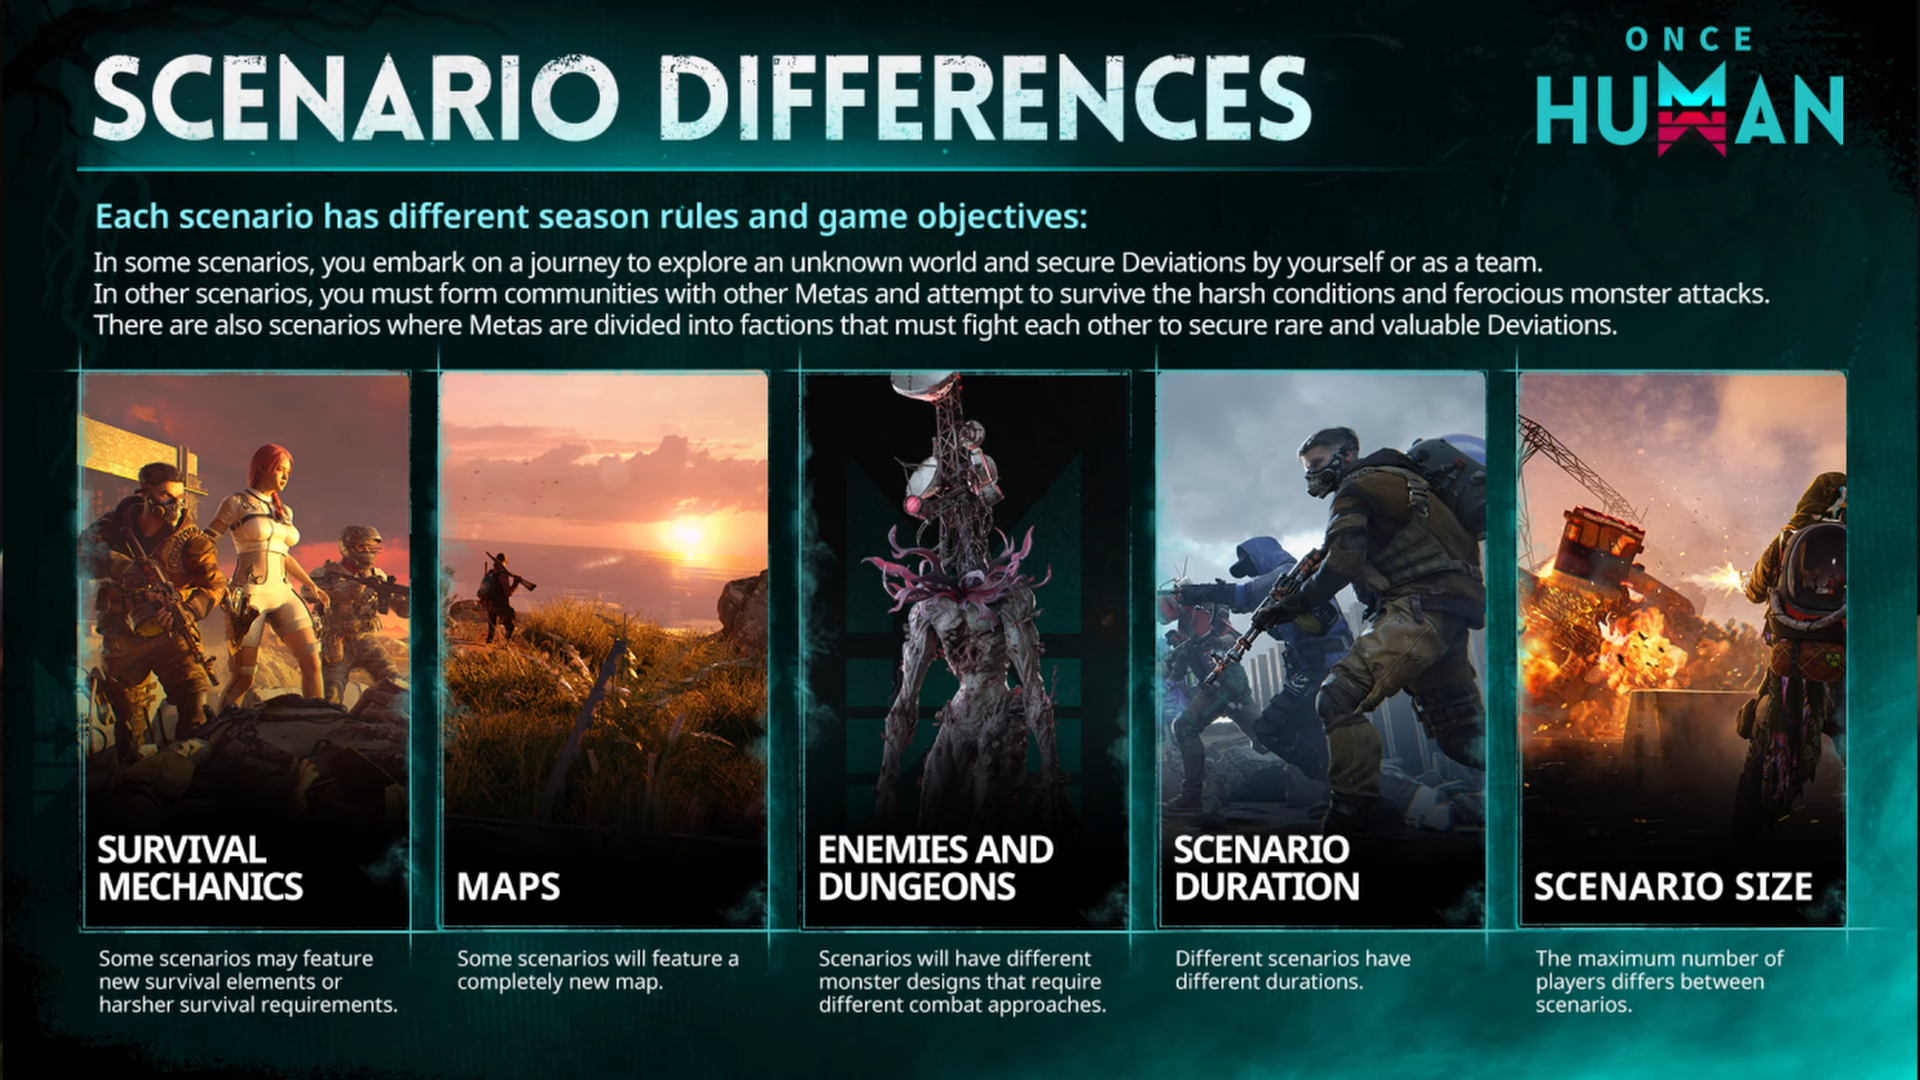 SCENARIO DIFFERENCES
ONCE
HUMAN
Each scenario has different season rules and game objectives:
In some scenarios, you embark on a journey to explore an unknown world and secure Deviations by yourself or as a team.
In other scenarios, you must form communities with other Metas and attempt to survive the harsh conditions and ferocious monster attacks.
There are also scenarios where Metas are divided into factions that must fight each other to secure rare and valuable Deviations.
SURVIVAL
MECHANICS
Some scenarios may feature
new survival elements or
harsher survival requirements.
MAPS
Some scenarios will feature a
completely new map.
ENEMIES AND
DUNGEONS
Scenarios will have different
monster designs that require
different combat approaches.
SCENARIO
DURATION
Different scenarios have
different durations.
SCENARIO SIZE
The maximum number of
players differs between
scenarios.